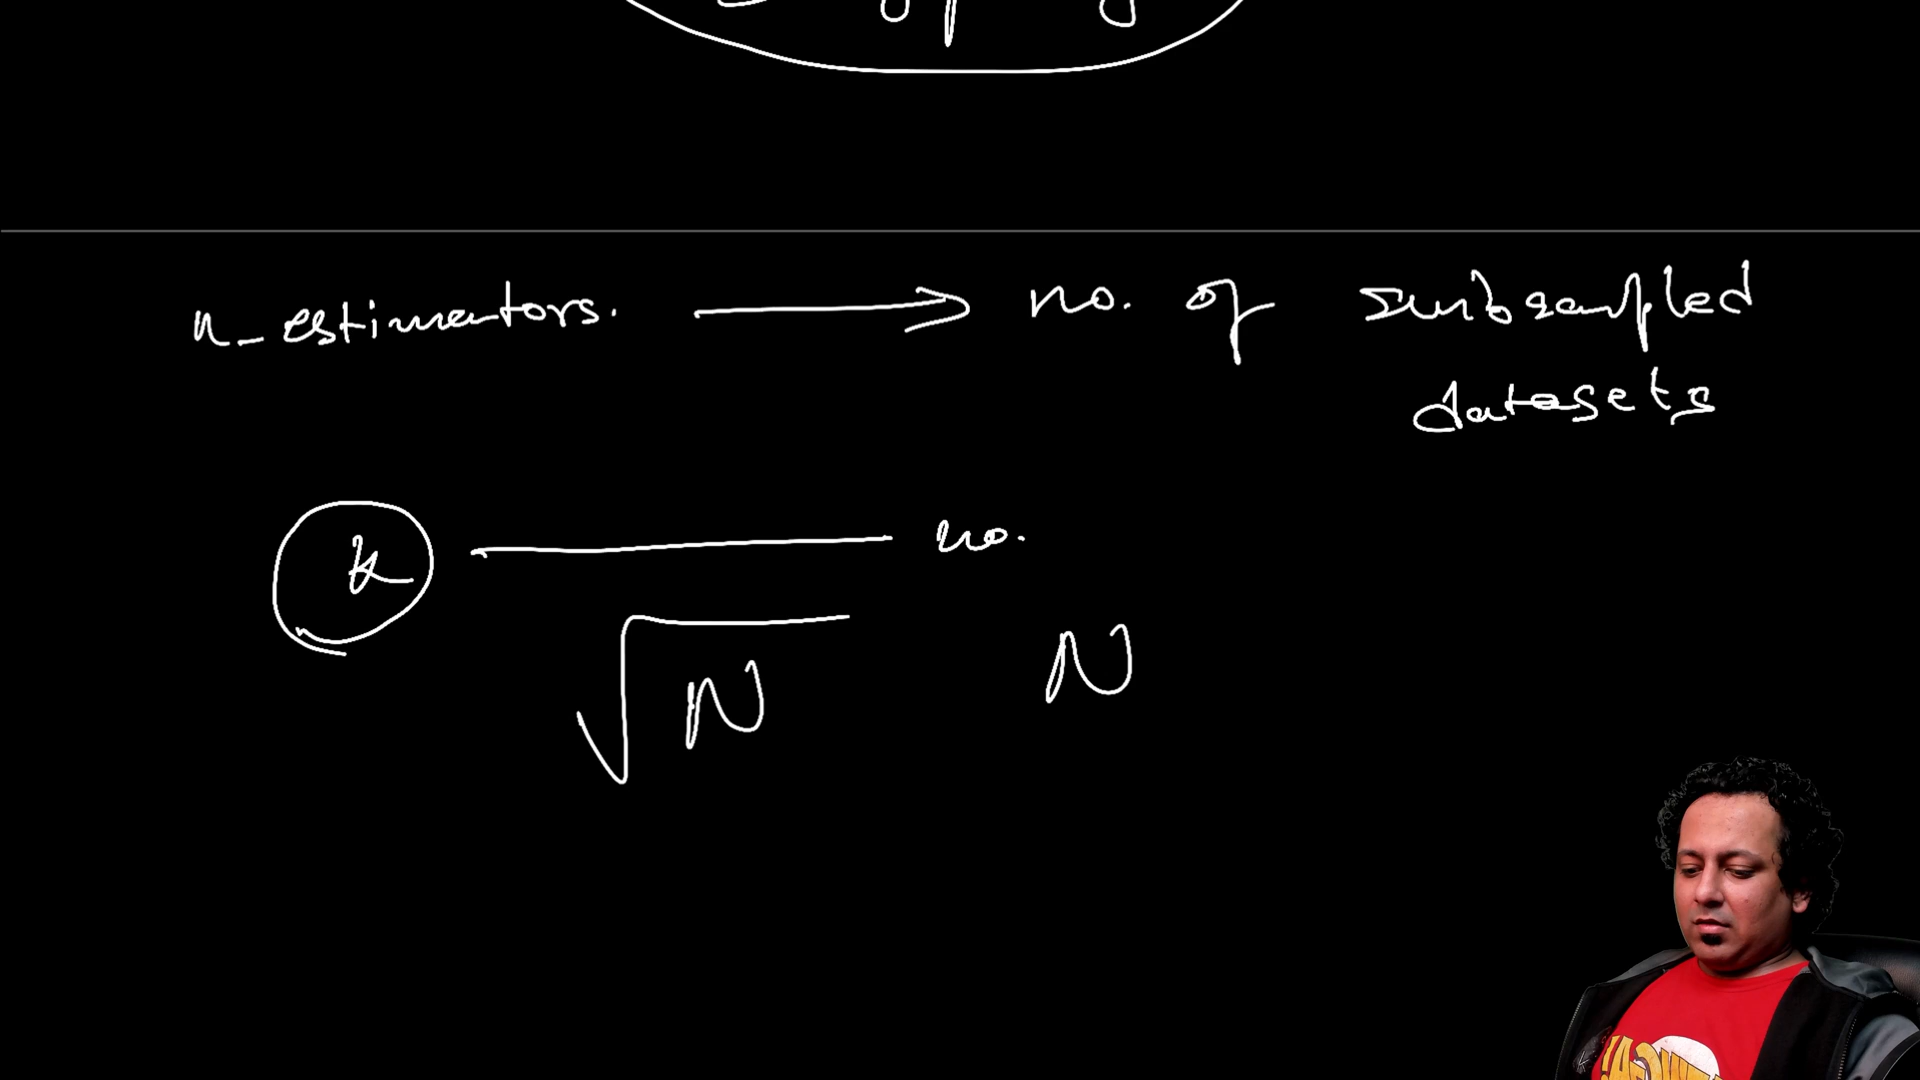 n_estimators. → no. of subsampled
datasets
k no.
√N N